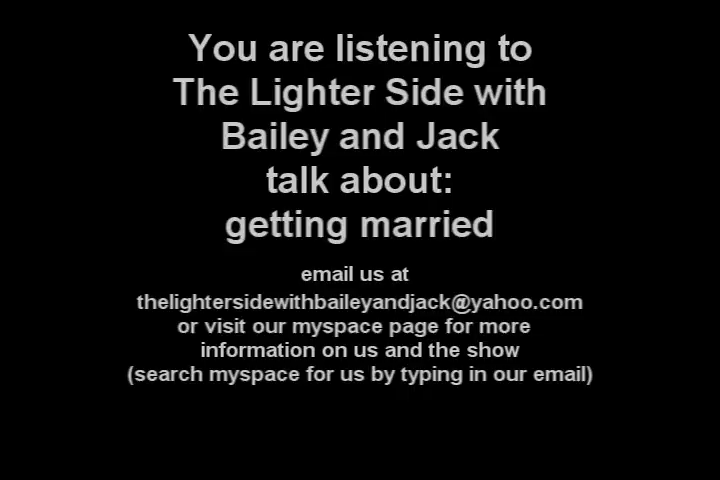 You are listening to
The Lighter Side with
Bailey and Jack
talk about:
getting married
email us at
thelightersidewithbaileyandjack@yahoo.com
or visit our myspace page for more
information on us and the show
(search myspace for us by typing in our email)